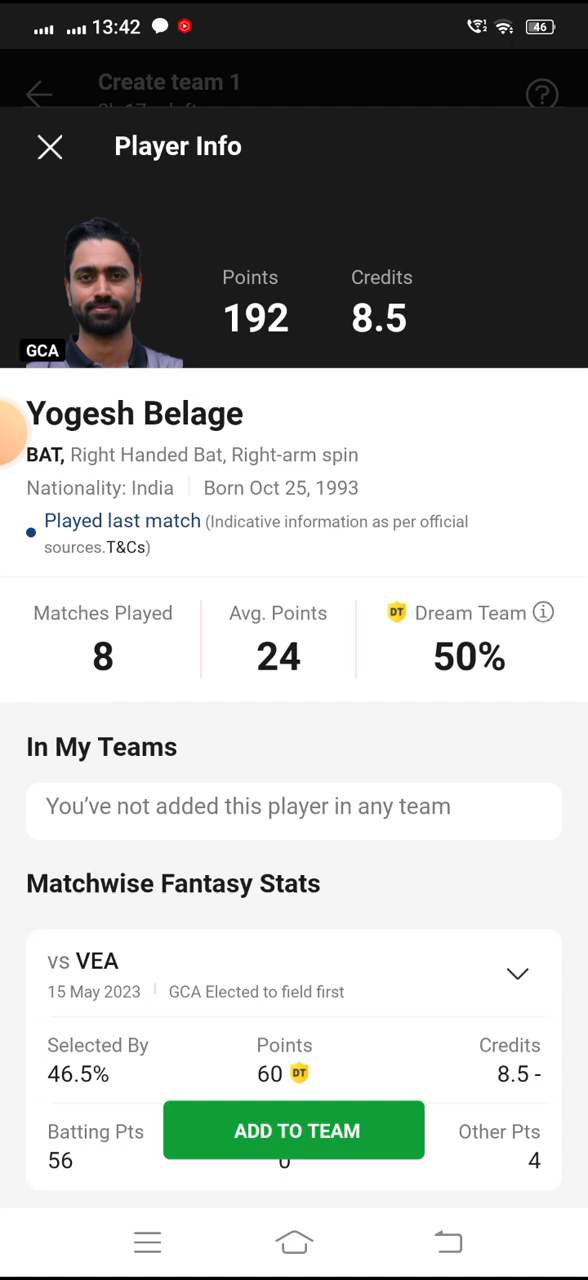 13:42
46
Create team 1
Player Info
Points
Credits
192
8.5
GCA
Yogesh Belage
BAT, Right Handed Bat, Right-arm spin
Nationality: India
Born Oct 25, 1993
Played last match (Indicative information as per official
sources.T&Cs)
Matches Played
Avg. Points
DT Dream Team
8
24
50%
In My Teams
You’ve not added this player in any team
Matchwise Fantasy Stats
vs VEA
15 May 2023
GCA Elected to field first
Selected By
Points
Credits
46.5%
60 DT
8.5 -
Batting Pts
ADD TO TEAM
Other Pts
56
0
4